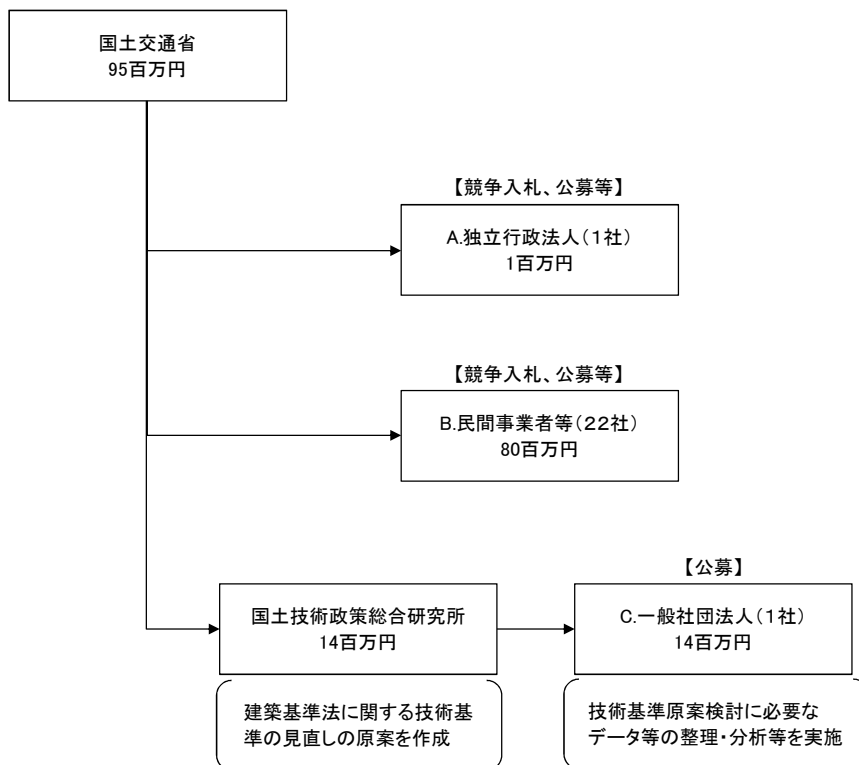 国土交通省
95百万円
【競争入札、公募等】
A.独立行政法人(1社)
1百万円
【競争入札、公募等】
B.民間事業者等(22社)
80百万円
【公募】
国土技術政策総合研究所
14百万円
C.一般社団法人(1社)
14百万円
建築基準法に関する技術基
準の見直しの原案を作成
技術基準原案検討に必要な
データ等の整理・分析等を実施